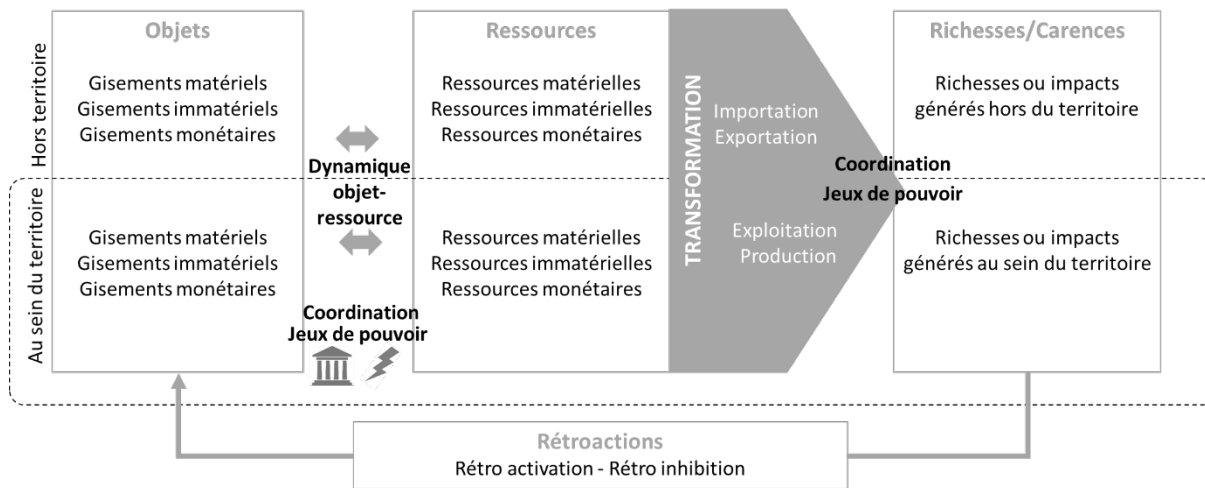 Hors territoire
Objets
Gisements matériels
Gisements immatériels
Gisements monétaires
Ressources
Ressources matérielles
Ressources immatérielles
Ressources monétaires
TRANSFORMATION
Importation
Exportation
Richesses/Carences
Richesses ou impacts
générés hors du territoire
Dynamique
objet-
ressource
Coordination
Jeux de pouvoir
Au sein du territoire
Gisements matériels
Gisements immatériels
Gisements monétaires
Coordination
Jeux de pouvoir
Ressources matérielles
Ressources immatérielles
Ressources monétaires
Exploitation
Production
Richesses ou impacts
générés au sein du territoire
Rétroactions
Rétro activation - Rétro inhibition